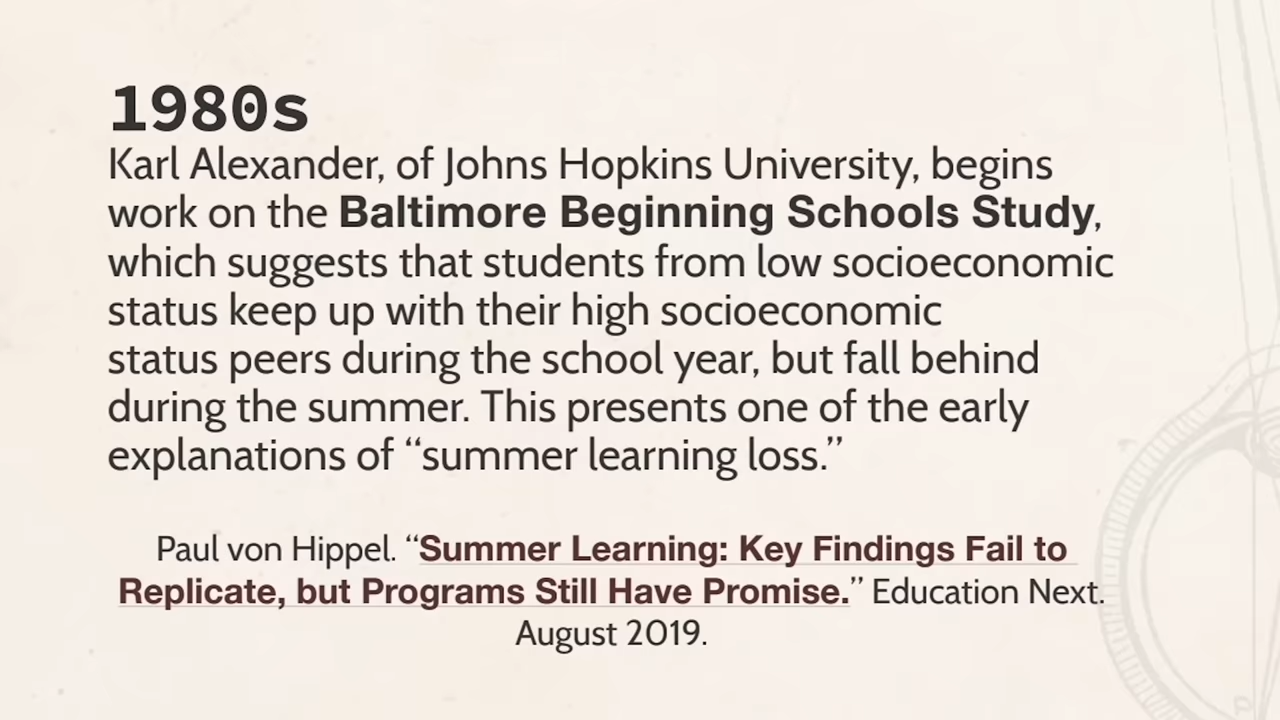 1980s
Karl Alexander, of Johns Hopkins University, begins
work on the Baltimore Beginning Schools Study,
which suggests that students from low socioeconomic
status keep up with their high socioeconomic
status peers during the school year, but fall behind
during the summer. This presents one of the early
explanations of “summer learning loss.”
Paul von Hippel. “Summer Learning: Key Findings Fail to
Replicate, but Programs Still Have Promise.” Education Next.
August 2019.